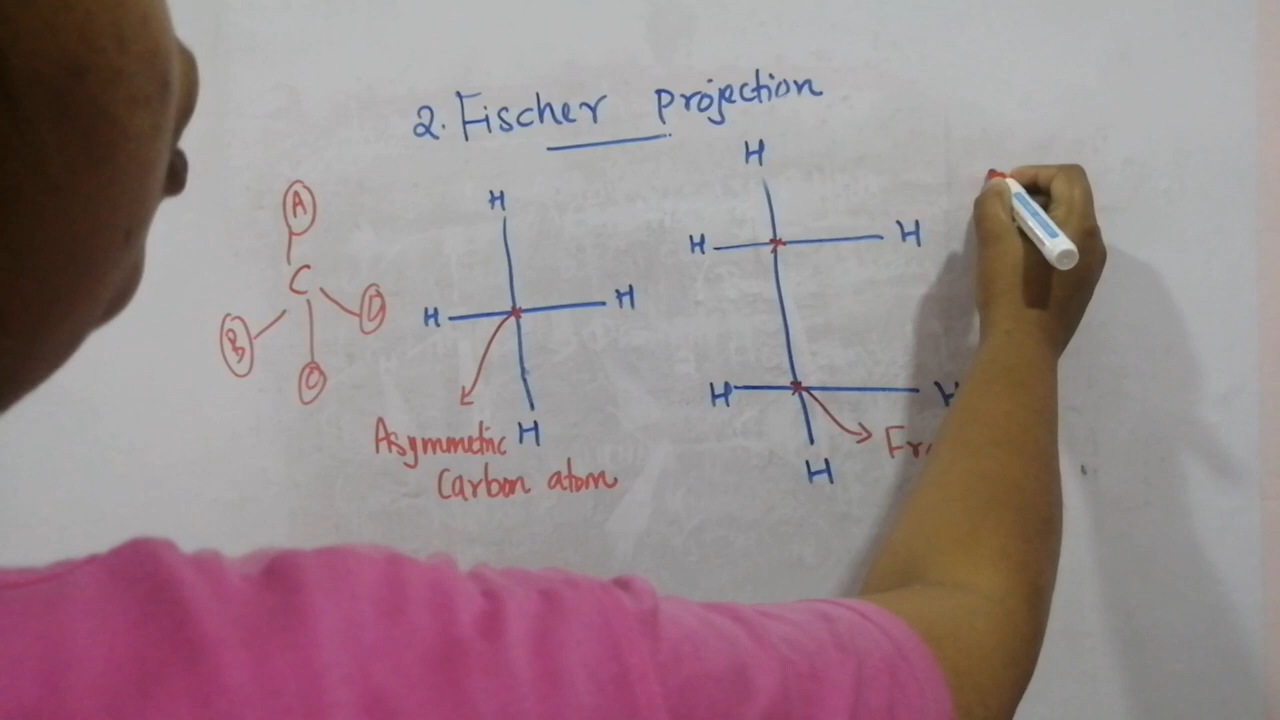 2. Fischer projection
A
C
B
D
C
H
H
H
H
Asymmetric
Carbon atom
H
H
H
H
H
H